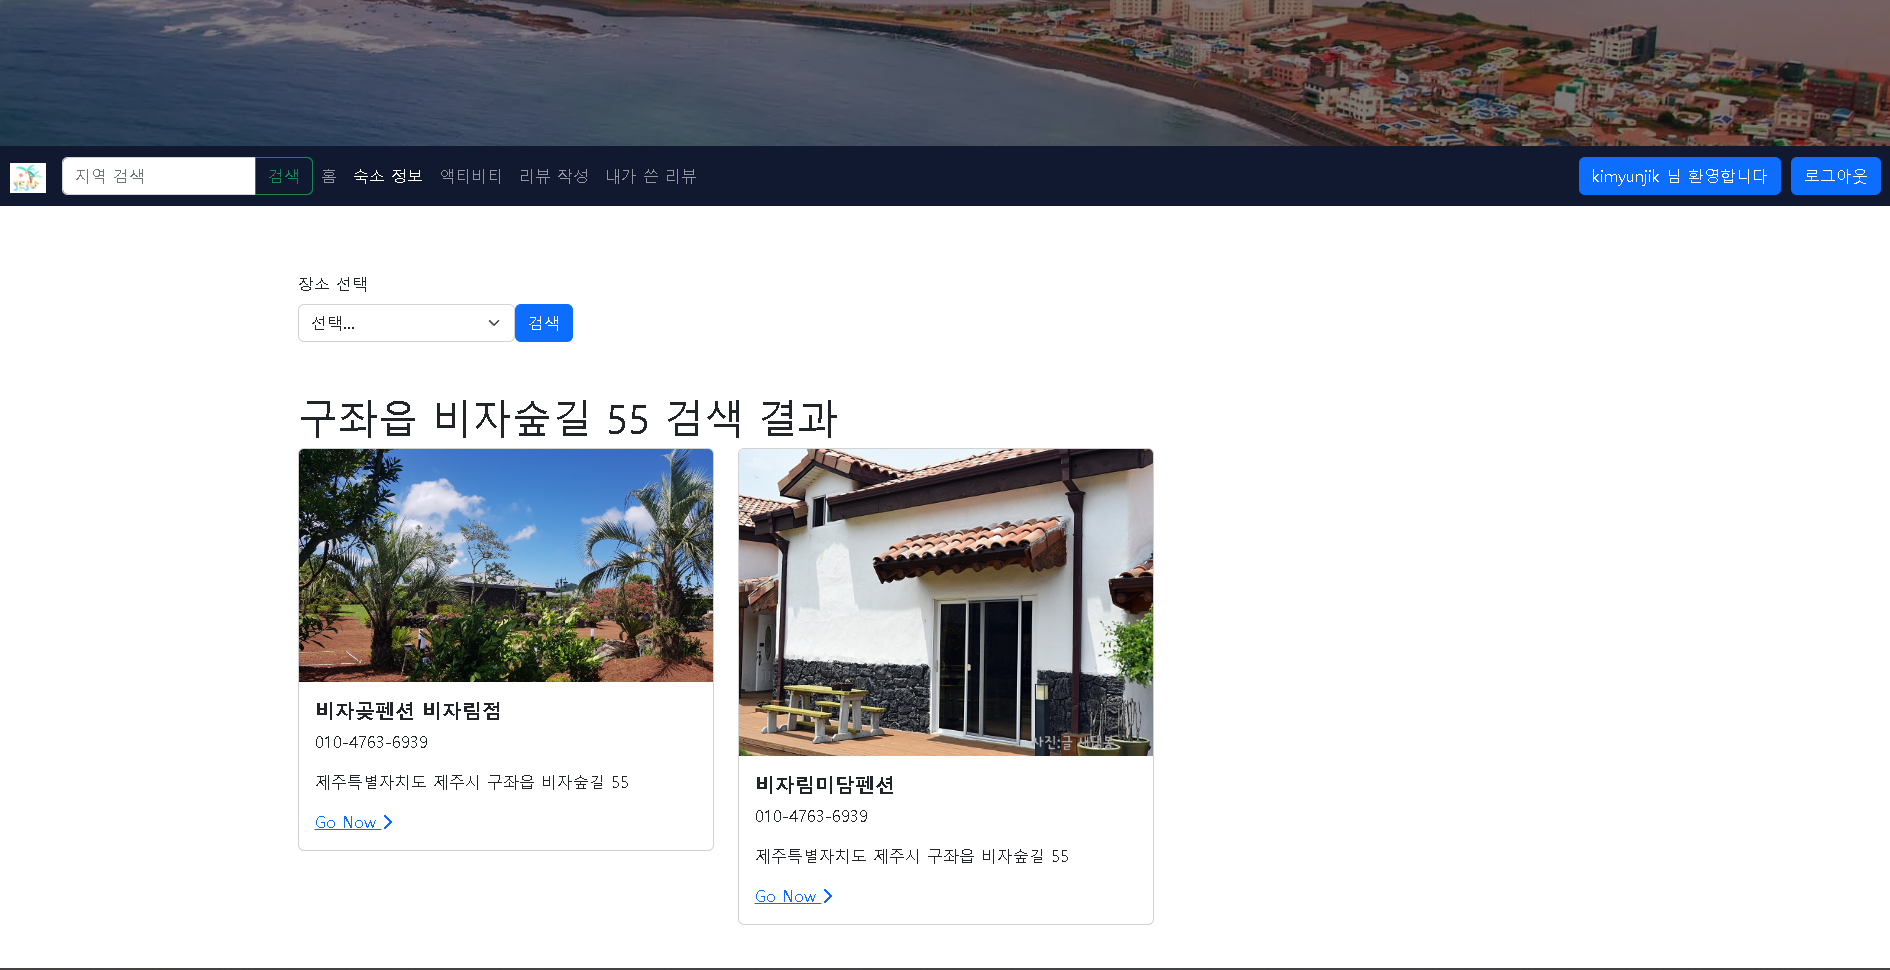 지역 검색
검색
홈
숙소 정보
액티비티
리뷰 작성
내가 쓴 리뷰
kimyunjik 님 환영합니다
로그아웃
장소 선택
선택...
검색
구좌읍 비자숲길 55 검색 결과
비자곶펜션 비자림점
010-4763-6939
제주특별자치도 제주시 구좌읍 비자숲길 55
Go Now
사진:글
비자림미담펜션
010-4763-6939
제주특별자치도 제주시 구좌읍 비자숲길 55
Go Now